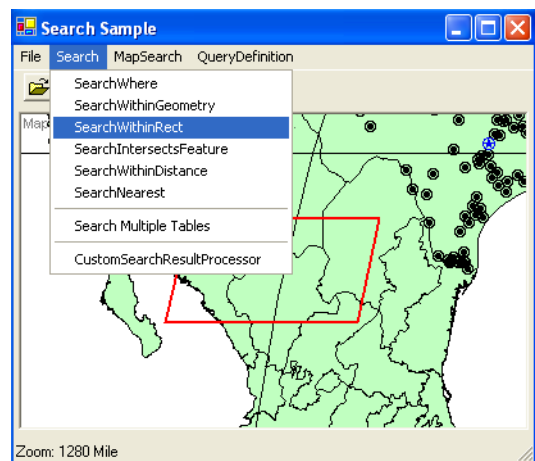 Search Sample
File Search MapSearch QueryDefinition
SearchWhere
SearchWithinGeometry
Map
SearchWithinRect
SearchIntersectsFeature
SearchWithinDistance
SearchNearest
Search Multiple Tables
CustomSearchResultProcessor
Zoom: 1280 Mile